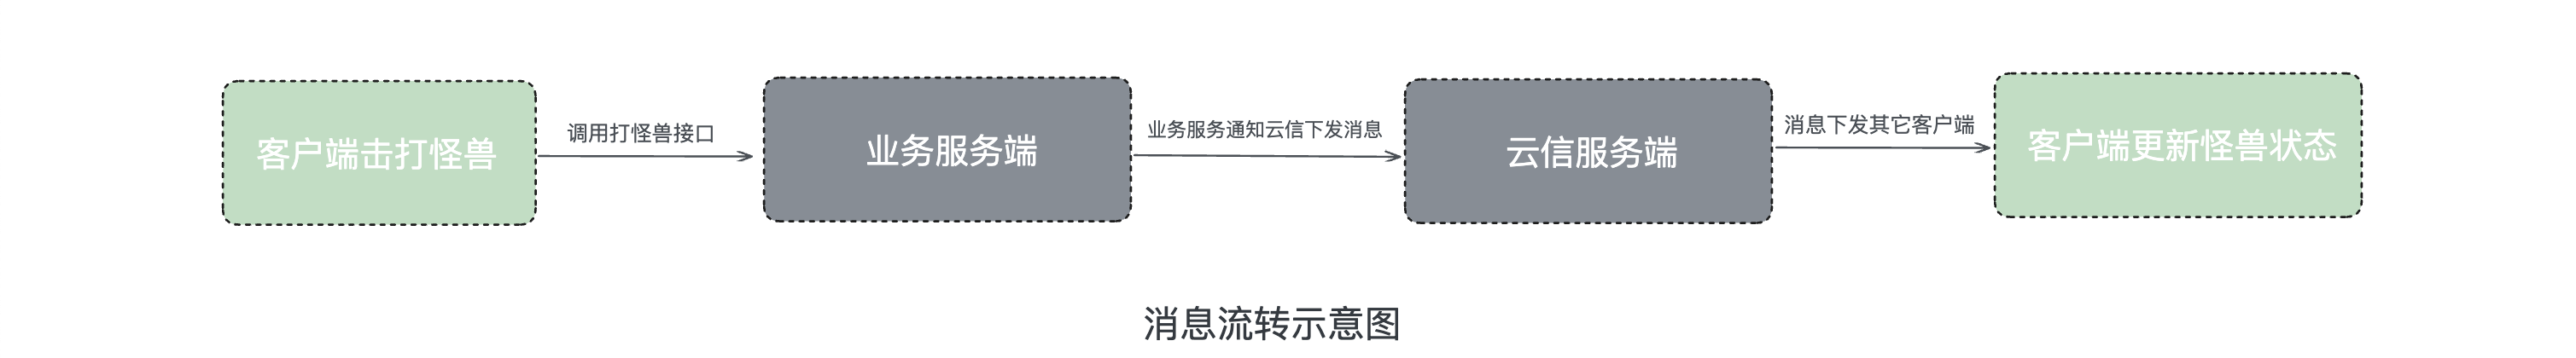 客户端击打怪兽
调用打怪兽接口
业务服务端
业务服务通知云信下发消息
云信服务端
消息下发其它客户端
客户端更新怪兽状态
消息流转示意图